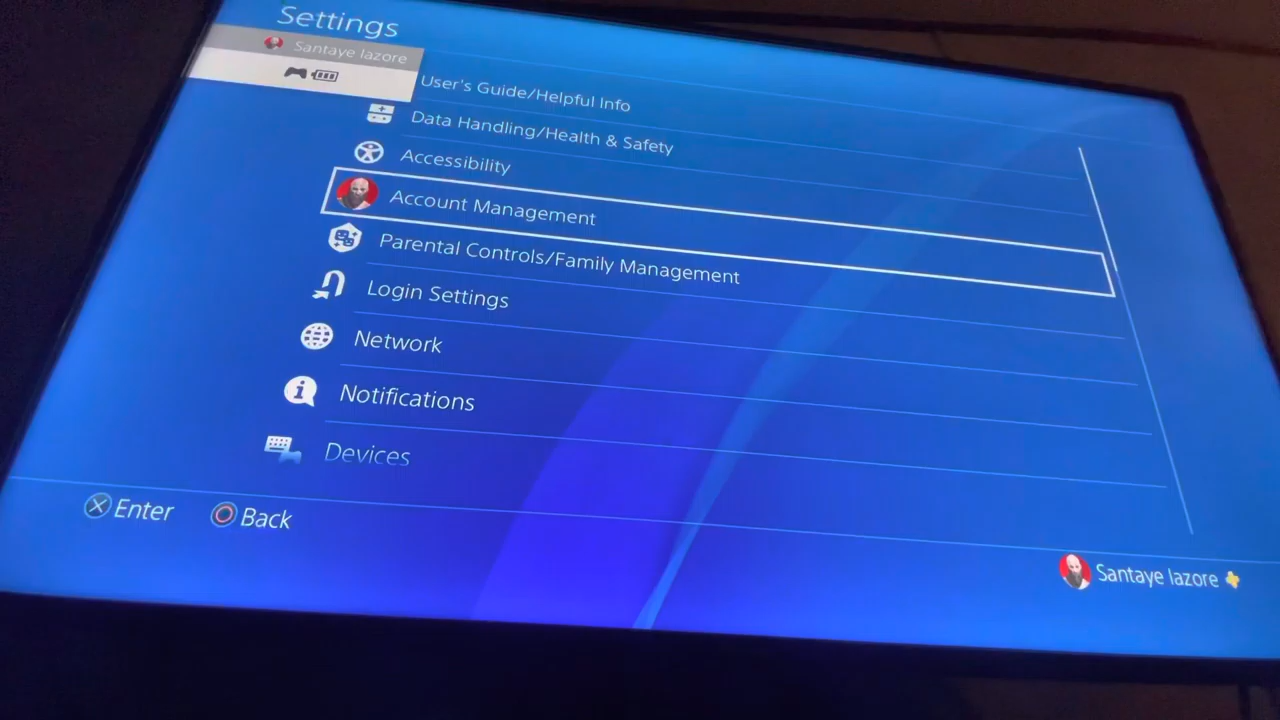 Settings
Santaye lazore
User's Guide/Helpful Info
Data Handling/Health & Safety
Accessibility
Account Management
Parental Controls/Family Management
Login Settings
Network
Notifications
Devices
Enter
Back
Santaye lazore